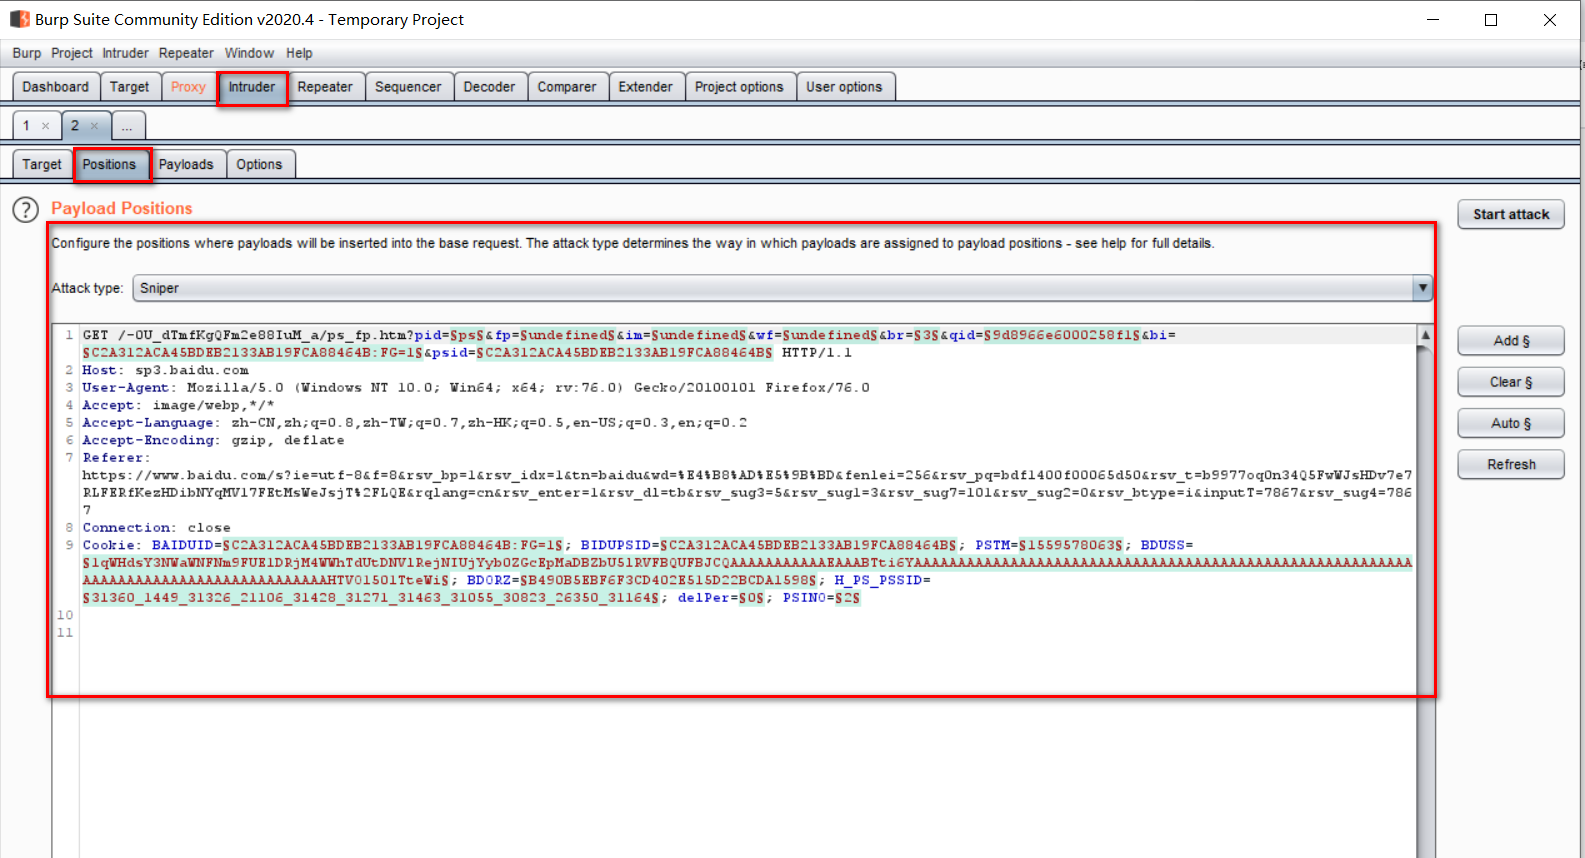 Burp Suite Community Edition v2020.4 - Temporary Project
Burp Project Intruder Repeater Window Help
Dashboard Target Proxy Intruder Repeater Sequencer Decoder Comparer Extender Project options User options
1 × 2 × ...
Target Positions Payloads Options
? Payload Positions
Start attack
Configure the positions where payloads will be inserted into the base request. The attack type determines the way in which payloads are assigned to payload positions - see help for full details.
Attack type: Sniper
1 GET /-0U_dTmfKgQFm2e88IuM_a/ps_fp.htm?pid=§ps§&fp=§undefined§&im=§undefined§&wf=§undefined§&br=§3§&qid=§9d8966e6000258f1§&bi=
§C2A312ACA45BDEB2133AB19FCA88464B:FG=1§&psid=§C2A312ACA45BDEB2133AB19FCA88464B§ HTTP/1.1
2 Host: sp3.baidu.com
3 User-Agent: Mozilla/5.0 (Windows NT 10.0; Win64; x64; rv:76.0) Gecko/20100101 Firefox/76.0
4 Accept: image/webp,*/*
5 Accept-Language: zh-CN,zh;q=0.8,zh-TW;q=0.7,zh-HK;q=0.5,en-US;q=0.3,en;q=0.2
6 Accept-Encoding: gzip, deflate
7 Referer:
https://www.baidu.com/s?ie=utf-8&f=8&rsv_bp=1&rsv_idx=1&tn=baidu&wd=%E4%B8%AD%E5%9B%BD&fenlei=256&rsv_pq=bdf1400f00065d50&rsv_t=b9977oq0n34Q5FwWJsHDv7e7
RLFERfKezHDibNYqMV17FEtMsWeJsjT%2FLQE&rqlang=cn&rsv_enter=1&rsv_dl=tb&rsv_sug3=5&rsv_sug1=3&rsv_sug7=101&rsv_sug2=0&rsv_btype=i&inputT=7867&rsv_sug4=786
7
8 Connection: close
9 Cookie: BAIDUID=§C2A312ACA45BDEB2133AB19FCA88464B:FG=1§; BIDUPSID=§C2A312ACA45BDEB2133AB19FCA88464B§; PSTM=§1559578063§; BDUSS=
; BDORZ=§B490B5EBF6F3CD402E515D22BCDA1598§; H_PS_PSSID=
§31360_1449_31326_21106_31428_31271_31463_31055_30823_26350_31164§; delPer=§0§; PSINO=§2§
10
11
Add §
Clear §
Auto §
Refresh